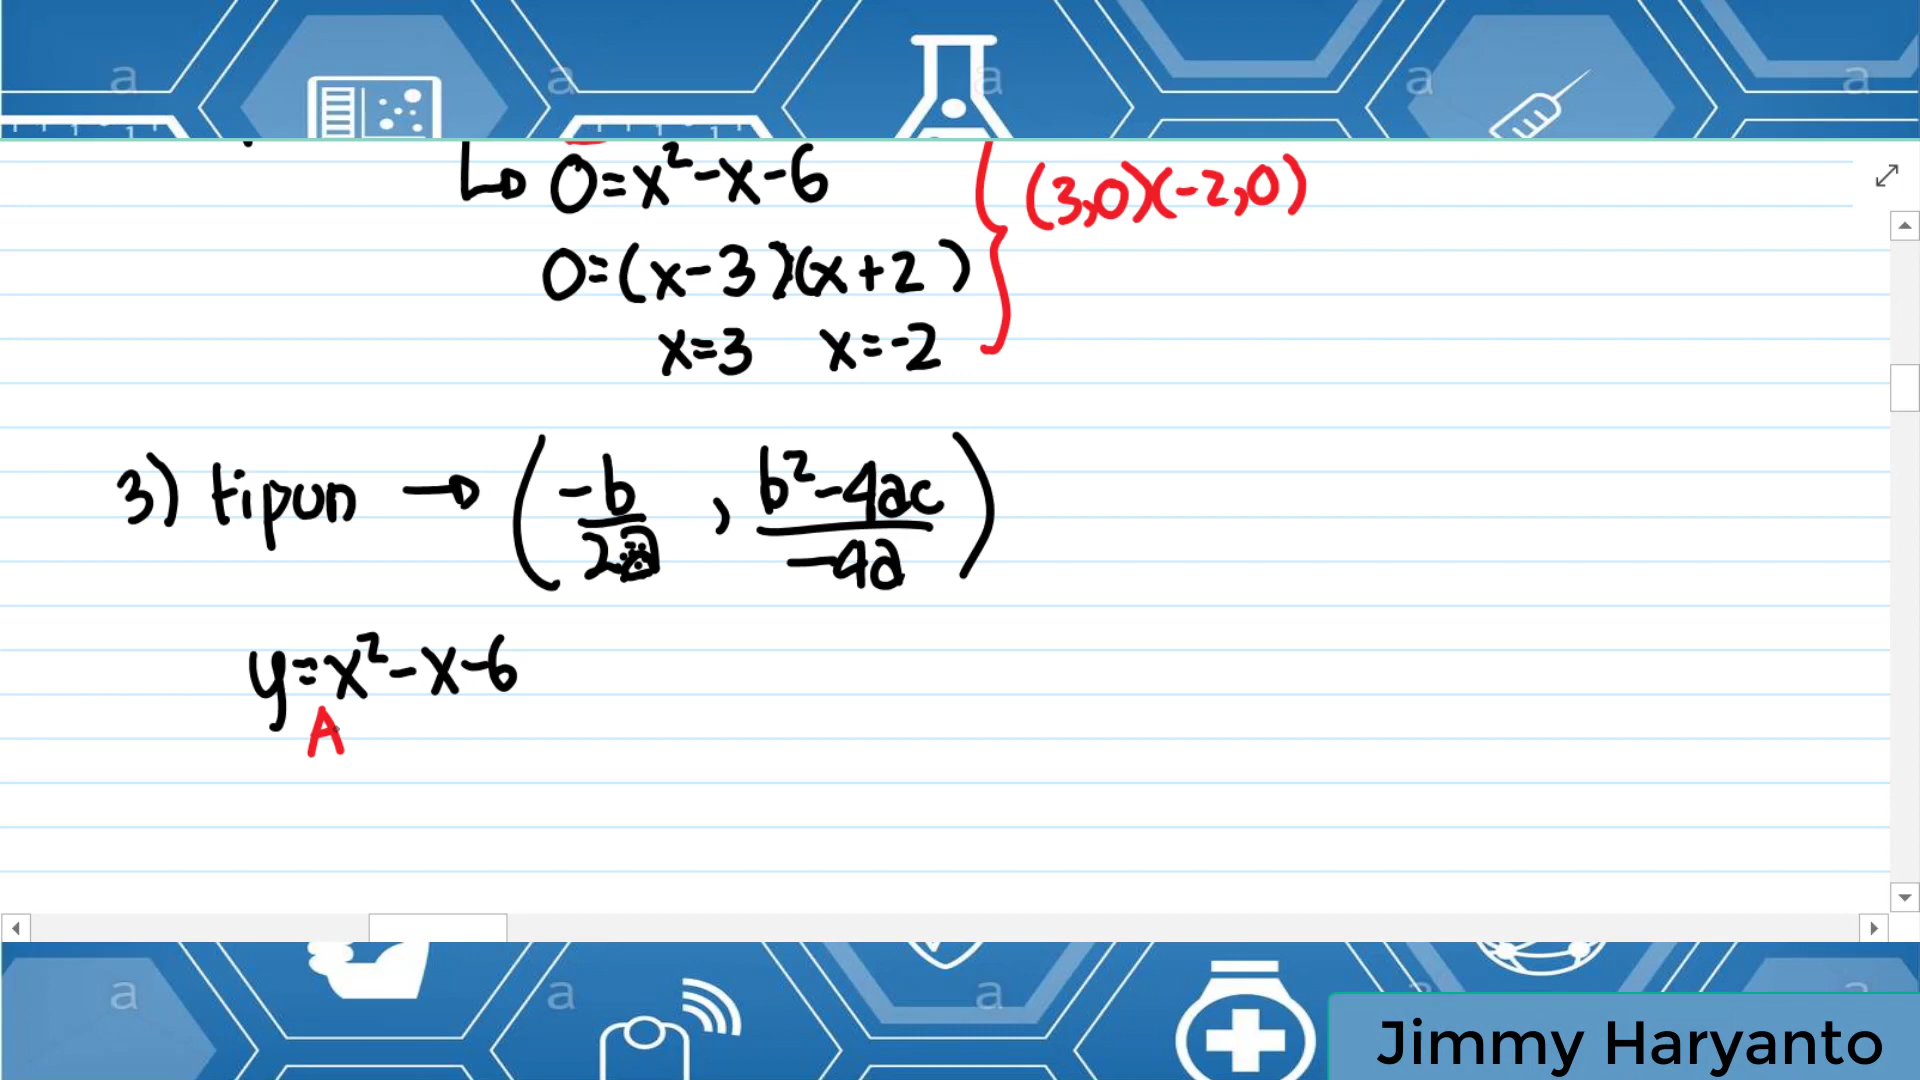 0=x²-x-6
(3,0)(-2,0)
0=(x-3)(x+2)
x=3 x=-2
3) tipun → (-b/2a, b²-4ac/-4a)
y=x²-x-6
A
Jimmy Haryanto